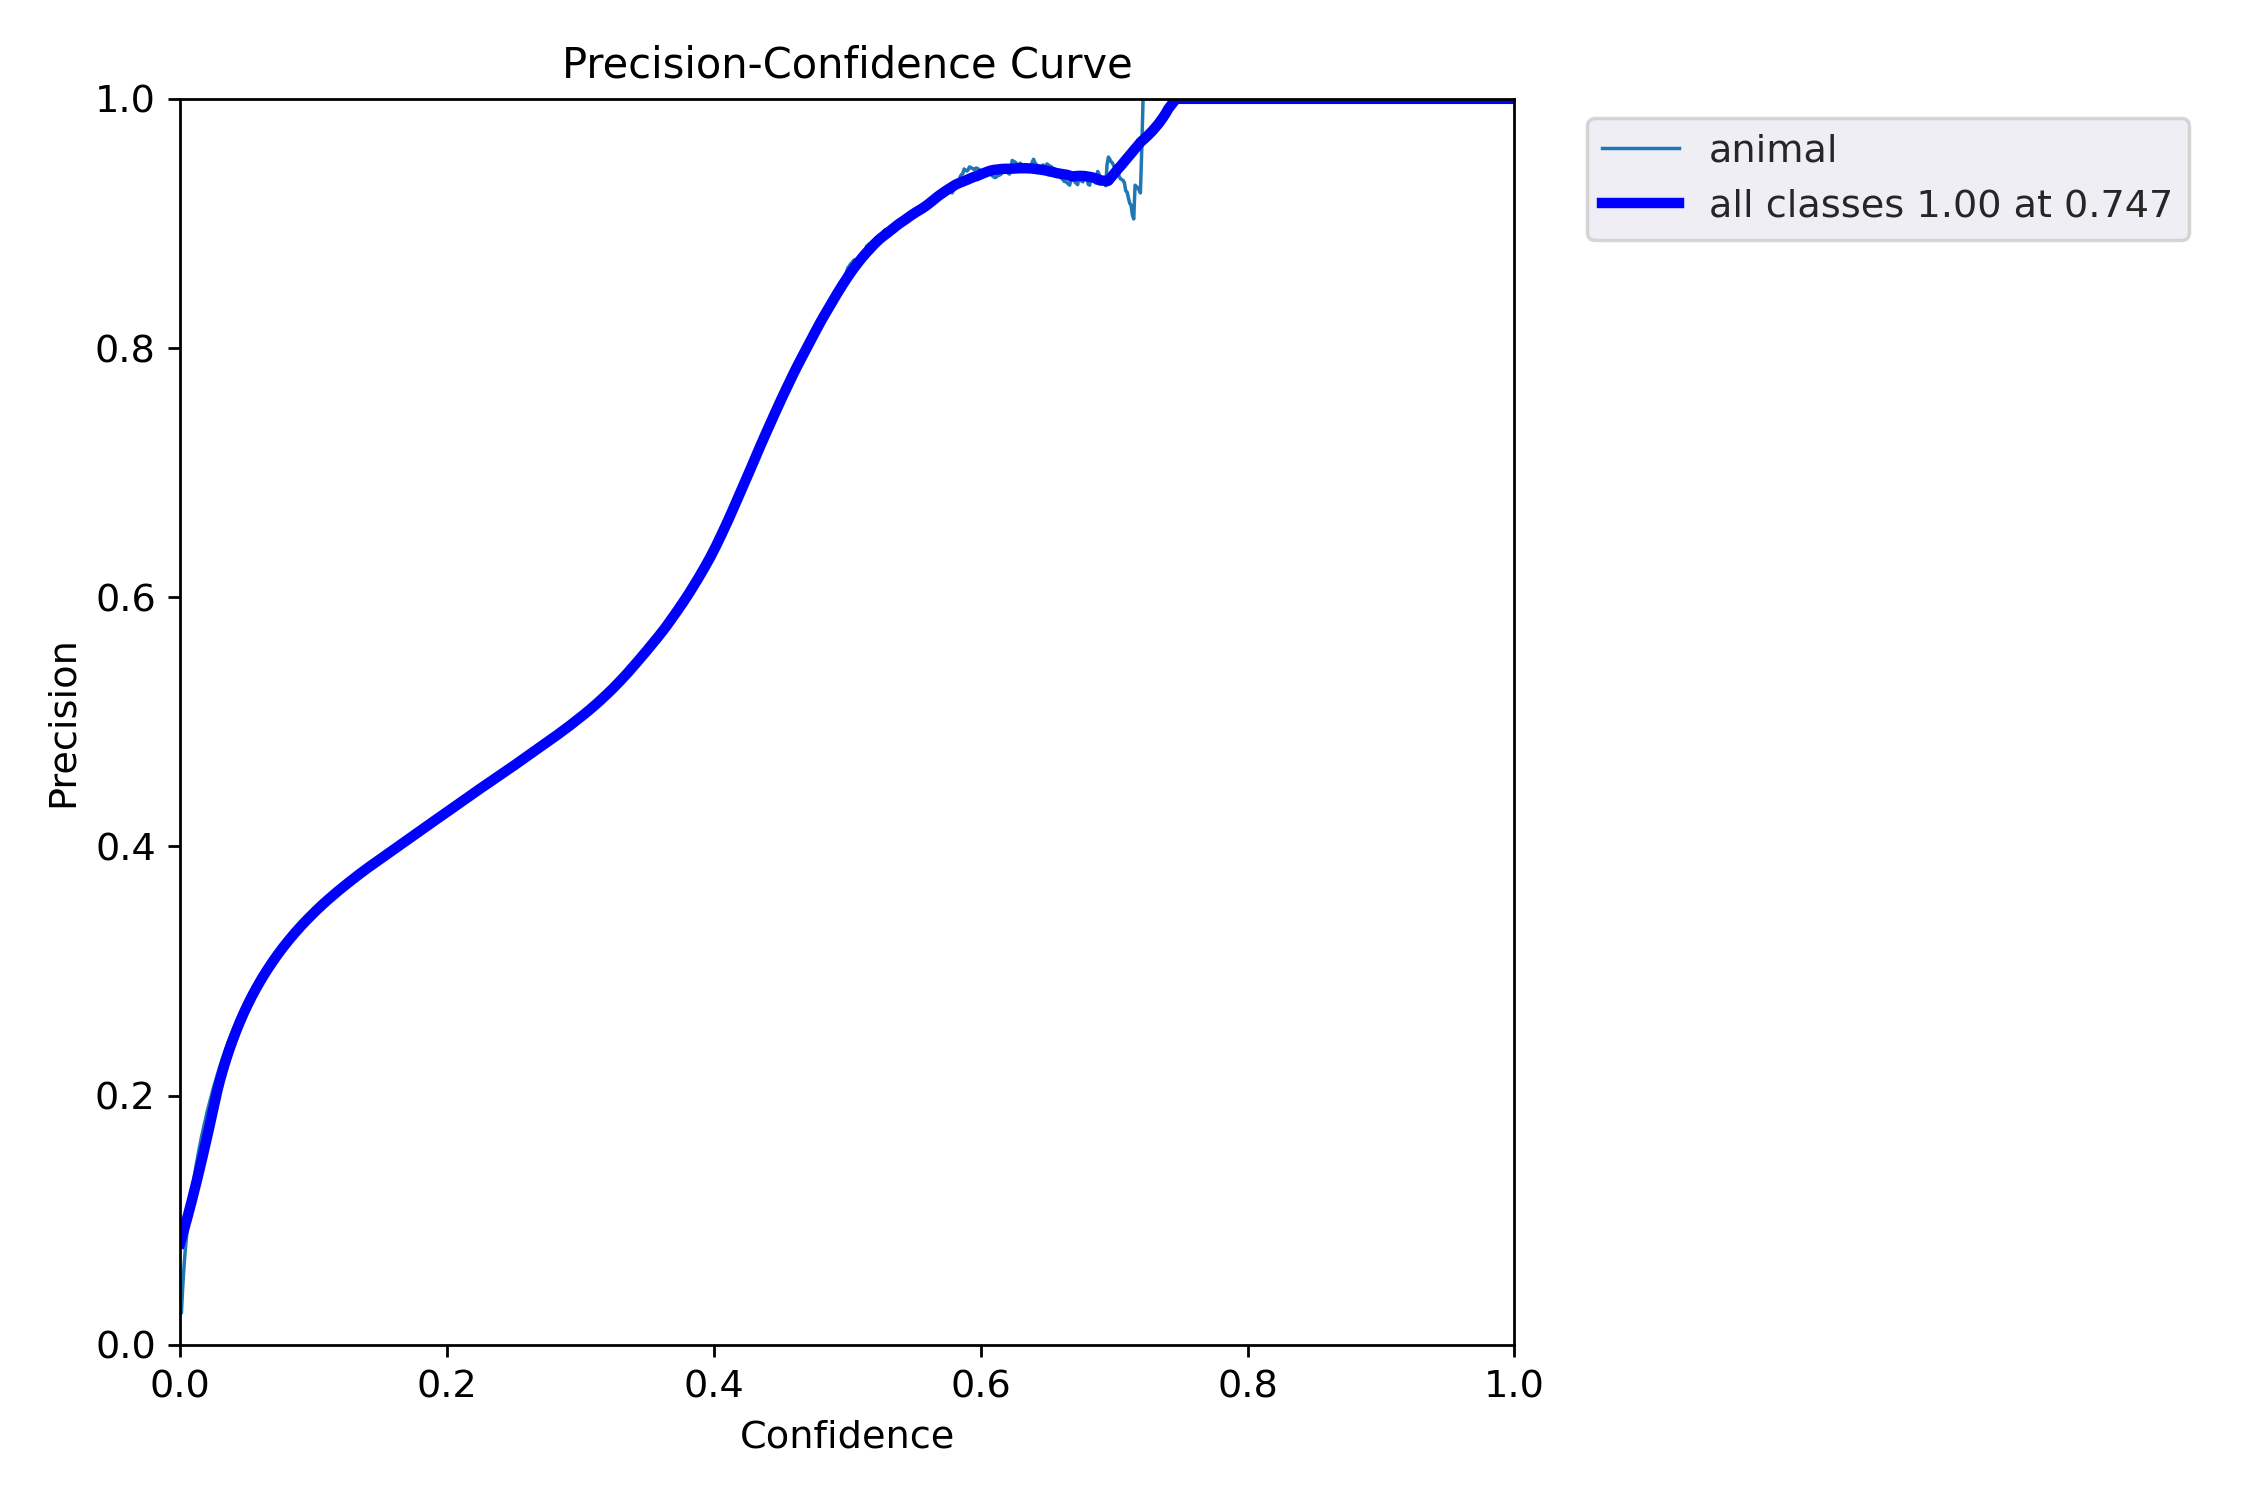 Precision-Confidence Curve
animal
all classes 1.00 at 0.747
1.0
0.8
0.6
0.4
0.2
0.0
Precision
0.0 0.2 0.4 0.6 0.8 1.0
Confidence